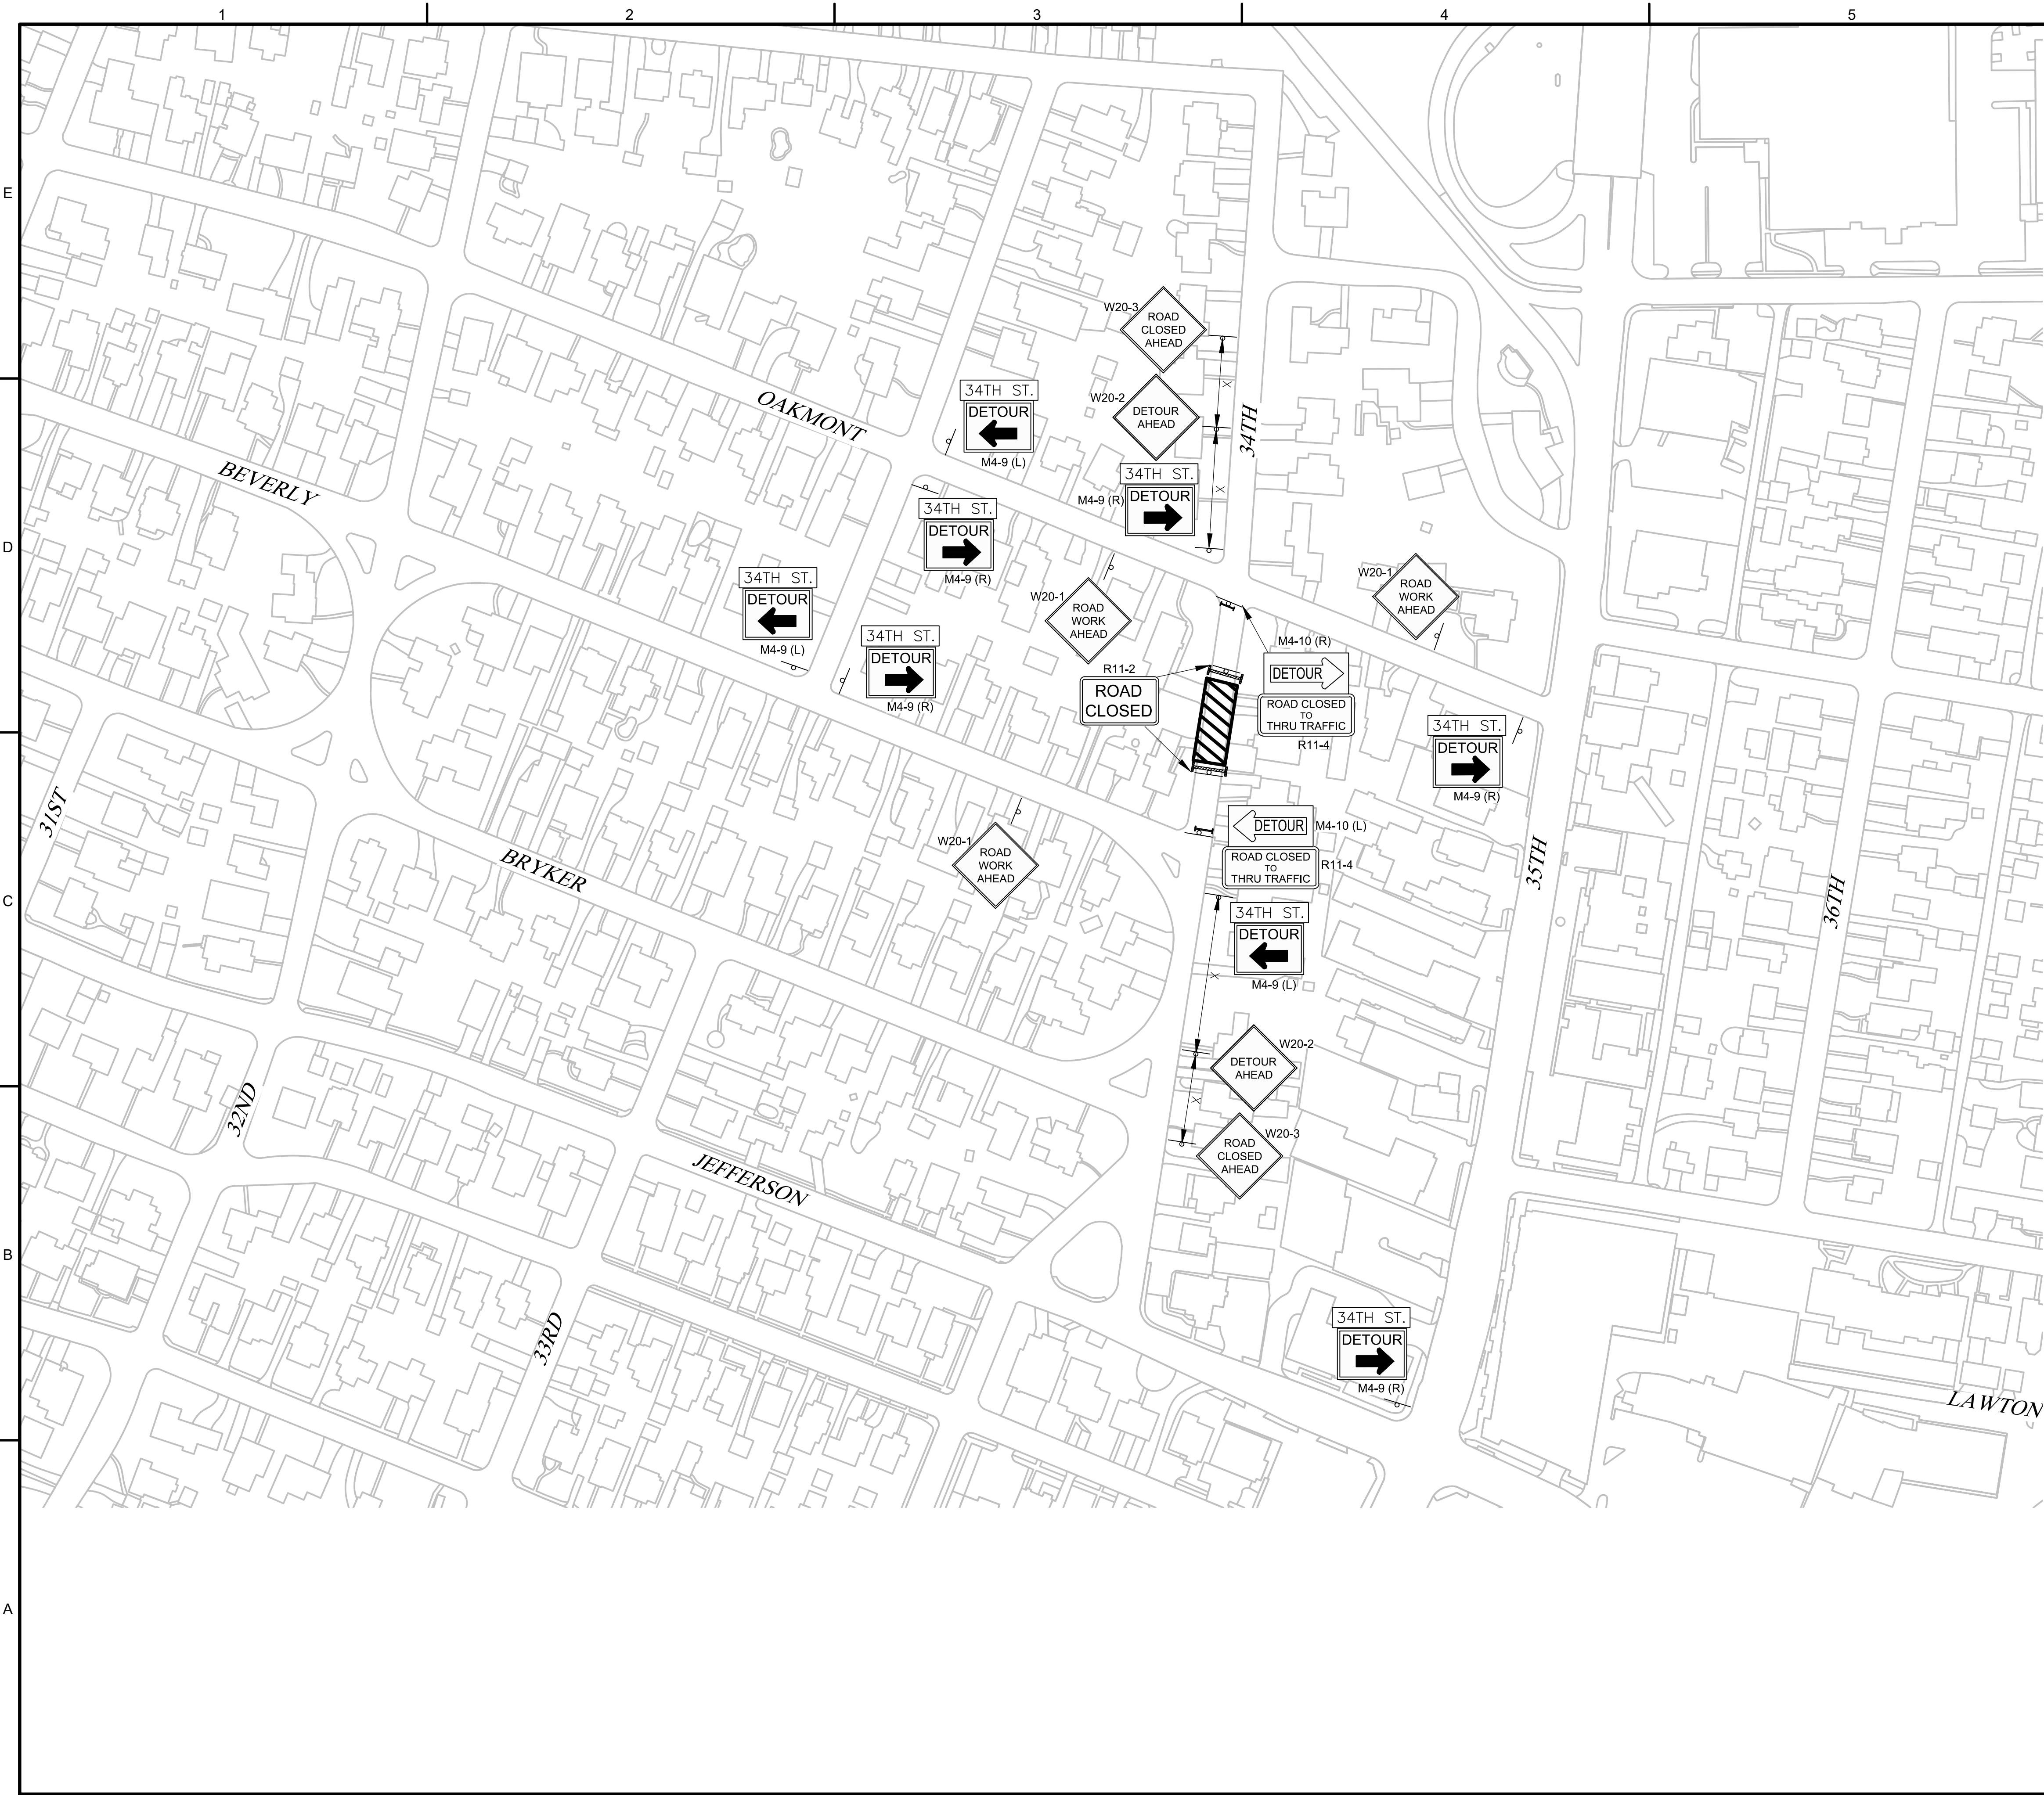 1
2
3
4
5
E
D
C
B
A
W20-3
ROAD
CLOSED
AHEAD
34TH ST.
DETOUR
M4-9 (L)
W20-2
DETOUR
AHEAD
OAKMONT
34TH
BEVERLY
34TH ST.
M4-9 (R)
DETOUR
34TH ST.
DETOUR
M4-9 (R)
W20-1
ROAD
WORK
AHEAD
W20-1
ROAD
WORK
AHEAD
34TH ST.
DETOUR
M4-9 (L)
34TH ST.
DETOUR
M4-9 (R)
M4-10 (R)
DETOUR
ROAD CLOSED
TO
THRU TRAFFIC
R11-4
R11-2
ROAD
CLOSED
34TH ST.
DETOUR
M4-9 (R)
31ST
W20-1
ROAD
WORK
AHEAD
BRYKER
DETOUR
M4-10 (L)
ROAD CLOSED
TO
THRU TRAFFIC
R11-4
35TH
36TH
34TH ST.
DETOUR
M4-9 (L)
X
X
X
X
32ND
W20-2
DETOUR
AHEAD
W20-3
ROAD
CLOSED
AHEAD
JEFFERSON
33RD
34TH ST.
DETOUR
M4-9 (R)
LAWTON